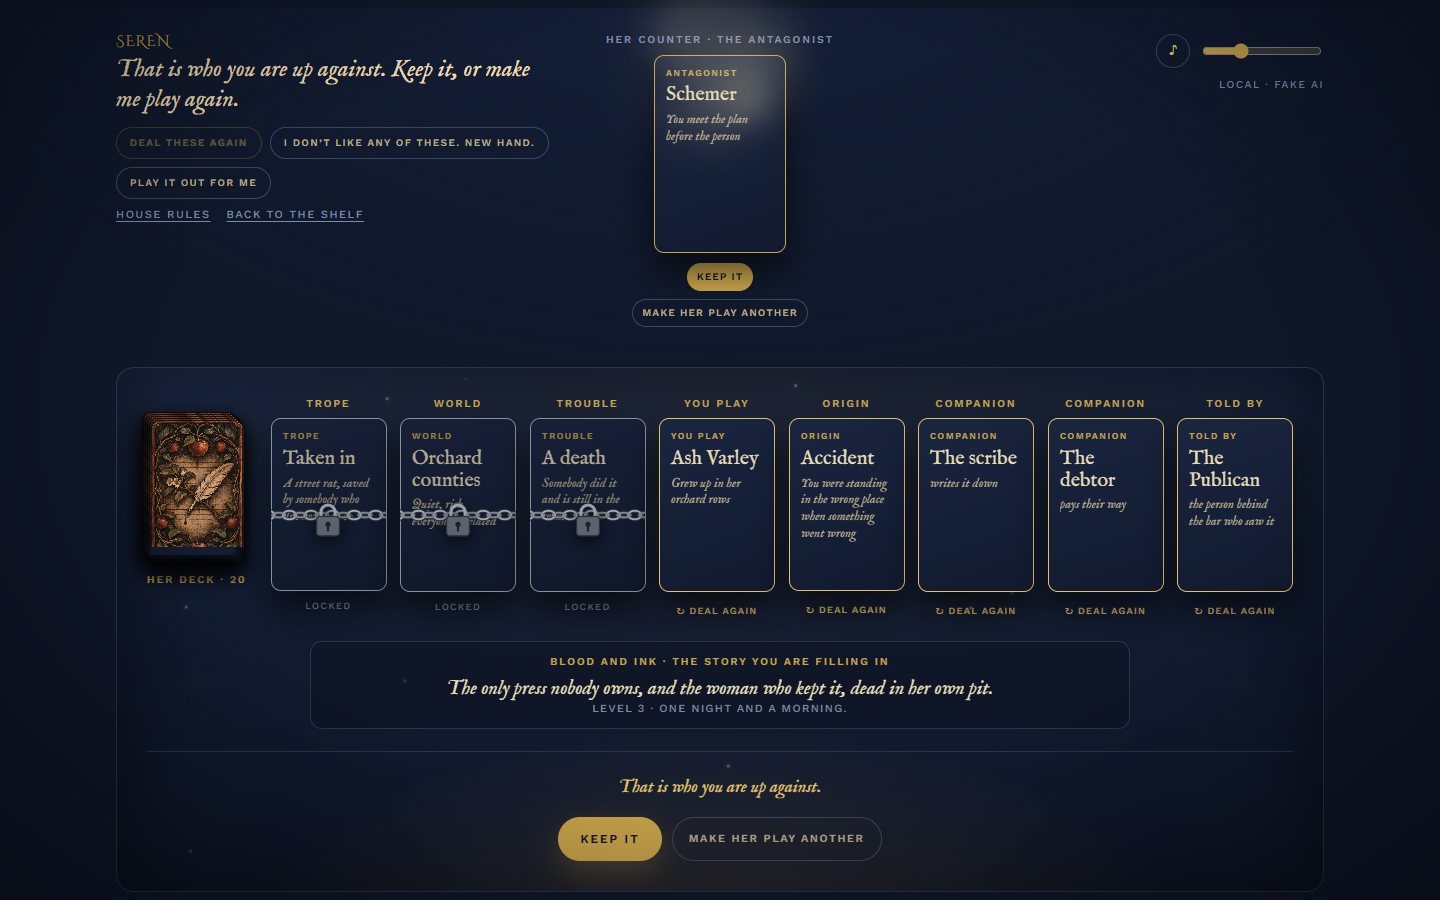 SEREN
That is who you are up against. Keep it, or make
me play again.
DEAL THESE AGAIN
I DON'T LIKE ANY OF THESE. NEW HAND.
PLAY IT OUT FOR ME
HOUSE RULES
BACK TO THE SHELF
HER COUNTER · THE ANTAGONIST
ANTAGONIST
Schemer
You meet the plan
before the person
KEEP IT
MAKE HER PLAY ANOTHER
LOCAL · FAKE AI
HER DECK · 20
TROPE
TROPE
Taken in
A street rat, saved
by somebody who
LOCKED
WORLD
WORLD
Orchard
counties
Quiet, rich
LOCKED
TROUBLE
TROUBLE
A death
Somebody did it
and is still in the
LOCKED
YOU PLAY
YOU PLAY
Ash Varley
Grew up in her
orchard rows
↻ DEAL AGAIN
ORIGIN
ORIGIN
Accident
You were standing
in the wrong place
when something
went wrong
↻ DEAL AGAIN
COMPANION
COMPANION
The scribe
writes it down
↻ DEAL AGAIN
COMPANION
COMPANION
The
debtor
pays their way
↻ DEAL AGAIN
TOLD BY
TOLD BY
The
Publican
the person behind
the bar who saw it
↻ DEAL AGAIN
BLOOD AND INK · THE STORY YOU ARE FILLING IN
The only press nobody owns, and the woman who kept it, dead in her own pit.
LEVEL 3 · ONE NIGHT AND A MORNING.
That is who you are up against.
KEEP IT
MAKE HER PLAY ANOTHER